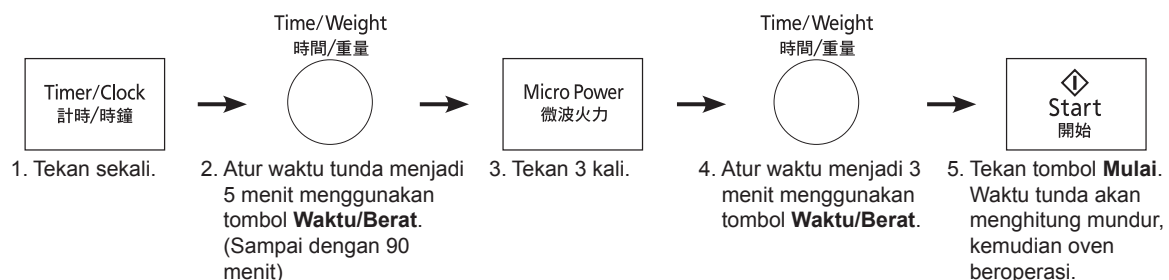 Time/Weight
時間/重量
Time/Weight
時間/重量
Timer/Clock
計時/時鐘
Micro Power
微波火力
Start
開始
1. Tekan sekali.
2. Atur waktu tunda menjadi
5 menit menggunakan
tombol Waktu/Berat.
(Sampai dengan 90
menit)
3. Tekan 3 kali.
4. Atur waktu menjadi 3
menit menggunakan
tombol Waktu/Berat.
5. Tekan tombol Mulai.
Waktu tunda akan
menghitung mundur,
kemudian oven
beroperasi.